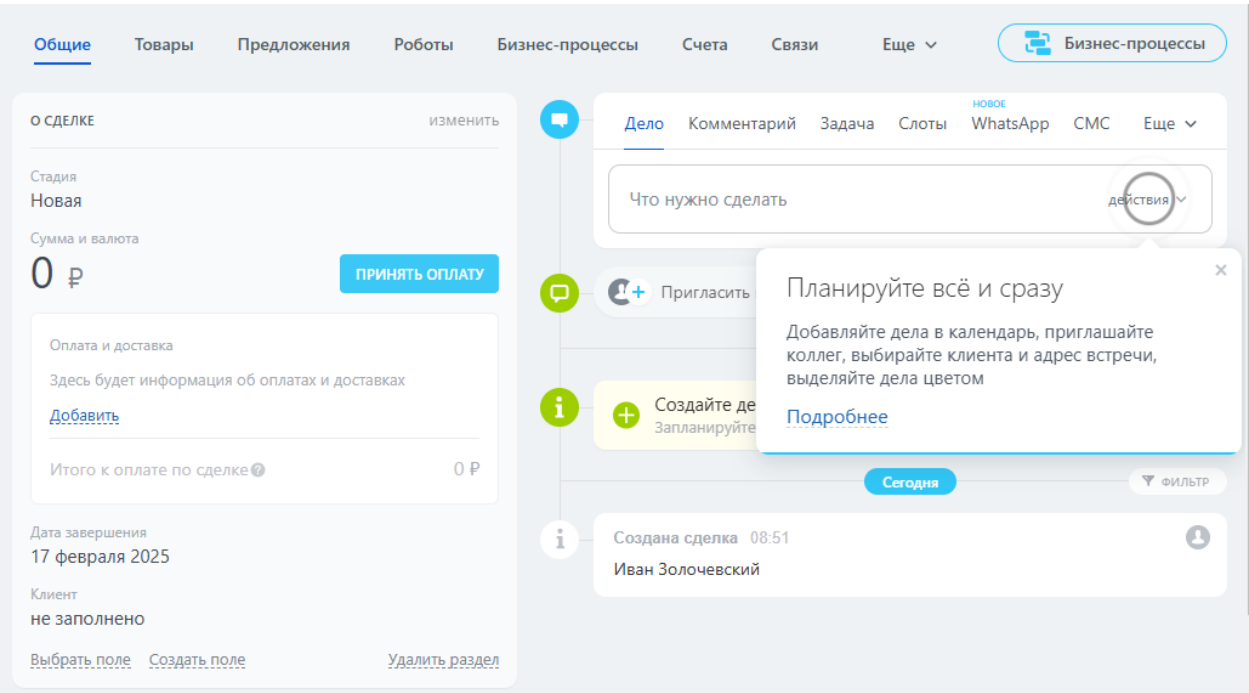 Общие Товары Предложения Роботы Бизнес-процессы Счета Связи Еще Бизнес-процессы
О СДЕЛКЕ изменить
Стадия
Новая
Сумма и валюта
0 ₽ ПРИНЯТЬ ОПЛАТУ
Оплата и доставка
Здесь будет информация об оплатах и доставках
Добавить
Итого к оплате по сделке ? 0 ₽
Дата завершения
17 февраля 2025
Клиент
не заполнено
Выбрать поле Создать поле Удалить раздел
НОВОЕ
Дело Комментарий Задача Слоты WhatsApp СМС Еще
Что нужно сделать действия
Пригласить
Планируйте всё и сразу
Добавляйте дела в календарь, приглашайте
коллег, выбирайте клиента и адрес встречи,
выделяйте дела цветом
Подробнее
Создайте де
Запланируйте
Сегодня ФИЛЬТР
Создана сделка 08:51
Иван Золочевский